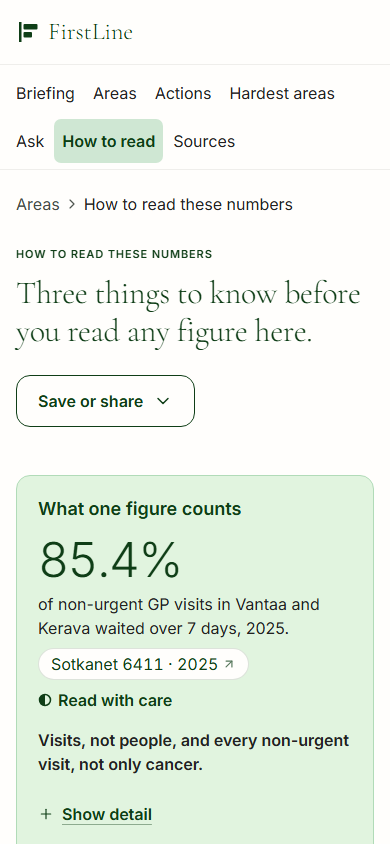 FirstLine
Briefing Areas Actions Hardest areas
Ask How to read Sources
Areas > How to read these numbers
HOW TO READ THESE NUMBERS
Three things to know before
you read any figure here.
Save or share
What one figure counts
85.4%
of non-urgent GP visits in Vantaa and
Kerava waited over 7 days, 2025.
Sotkanet 6411 · 2025 ↗
Read with care
Visits, not people, and every non-urgent
visit, not only cancer.
+ Show detail